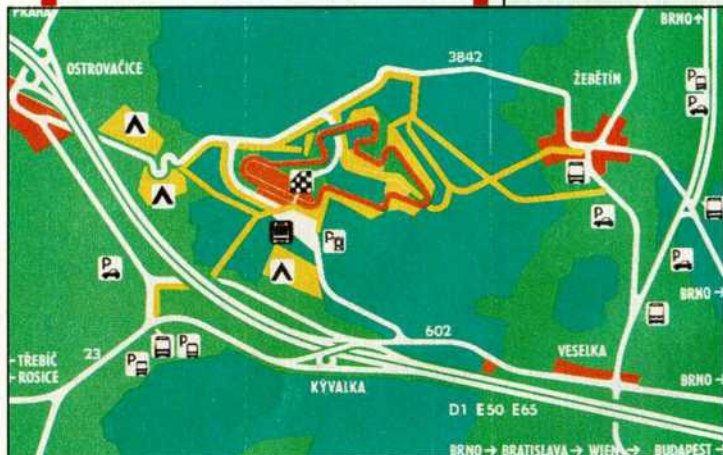 PRAHA
BRNO↑
OSTROVAČICE
3842
ŽEBĚTÍN
P
P
P
P
P
P
P
P
BRNO →
602
23
VESELKA
– TŘEBÍČ
– ROSICE
KÝVALKA
BRNO →
D1 E50 E65
BRNO → BRATISLAVA → WIEN → BUDAPEST →